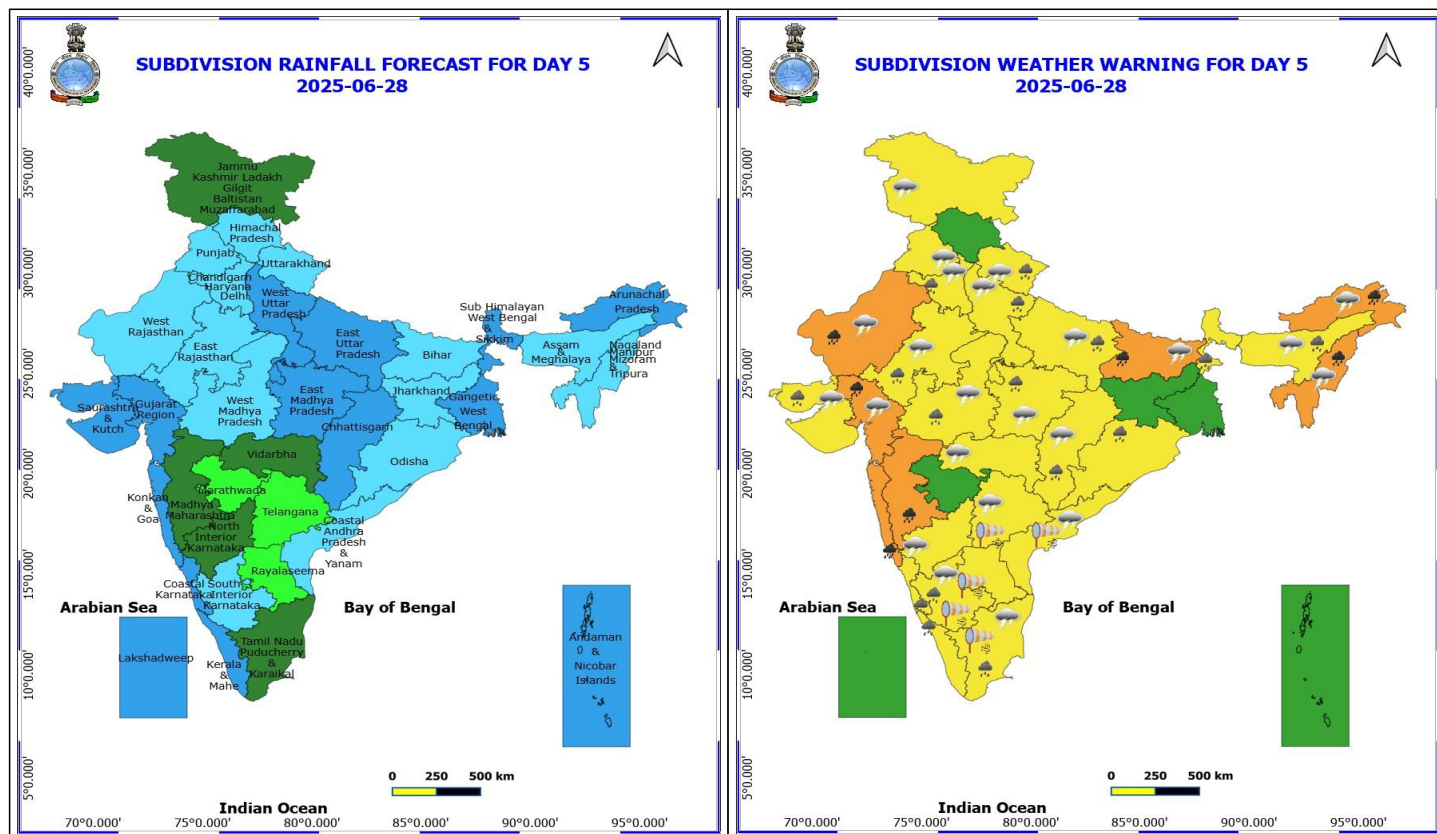 SUBDIVISION RAINFALL FORECAST FOR DAY 5
2025-06-28
40°0.000'
35°0.000'
30°0.000'
25°0.000'
20°0.000'
15°0.000'
10°0.000'
5°0.000'
Jammu
Kashmir Ladakh
Gilgit
Baltistan
Muzaffarabad
Himachal
Pradesh
Punjab
Uttarakhand
Chandigarh
Haryana
Delhi
West
Uttar
Pradesh
West
Rajasthan
East
Rajasthan
East
Uttar
Pradesh
Bihar
Sub Himalayan
West Bengal
&
Sikkim
Arunachal
Pradesh
Assam
&
Meghalaya
Nagaland
Manipur
Mizoram
&
Tripura
Jharkhand
Gangetic
West
Bengal
Saurashtra
&
Kutch
Gujarat
Region
West
Madhya
Pradesh
East
Madhya
Pradesh
Chhattisgarh
Odisha
Vidarbha
Marathwada
Konkan
&
Goa
Madhya
Maharashtra
North
Interior
Karnataka
Telangana
Coastal
Andhra
Pradesh
&
Yanam
Rayalaseema
Coastal
Karnataka
South
Interior
Karnataka
Tamil Nadu
Puducherry
&
Karaikal
Kerala
&
Mahe
Lakshadweep
Andaman
&
Nicobar
Islands
Arabian Sea
Bay of Bengal
0 250 500 km
Indian Ocean
70°0.000' 75°0.000' 80°0.000' 85°0.000' 90°0.000' 95°0.000'
SUBDIVISION WEATHER WARNING FOR DAY 5
2025-06-28
40°0.000'
35°0.000'
30°0.000'
25°0.000'
20°0.000'
15°0.000'
10°0.000'
5°0.000'
Arabian Sea
Bay of Bengal
0 250 500 km
Indian Ocean
70°0.000' 75°0.000' 80°0.000' 85°0.000' 90°0.000' 95°0.000'